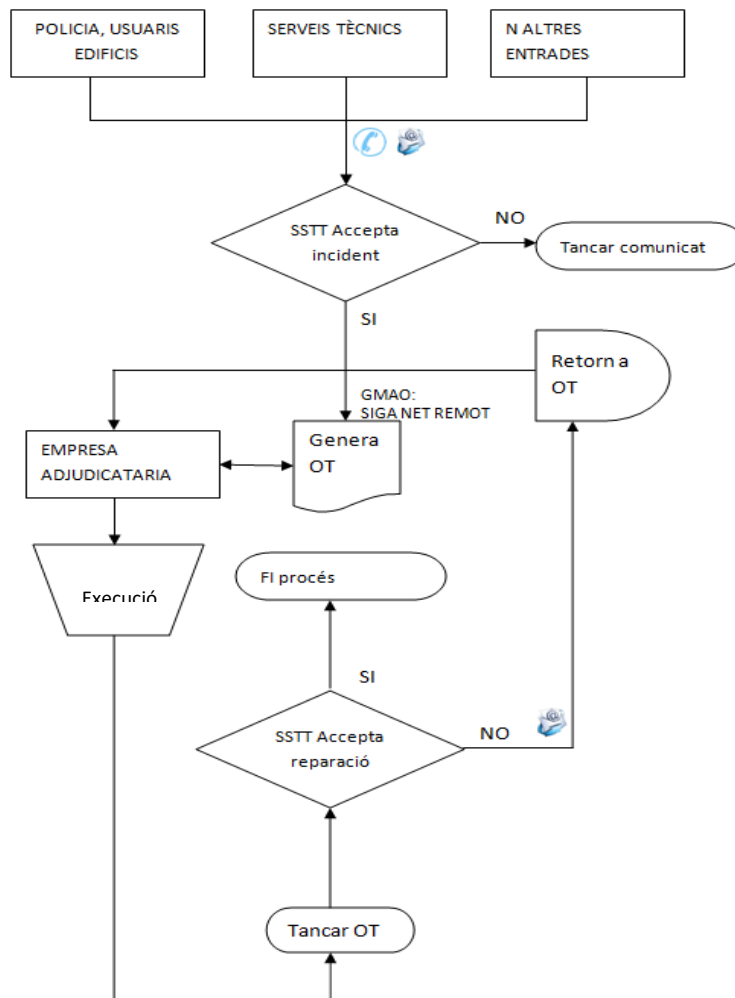 POLICIA, USUARIS
EDIFICIS
SERVEIS TÈCNICS
N ALTRES
ENTRADES
SSTT Accepta
incident
NO
Tancar comunicat
SI
Retorn a
OT
GMAO:
SIGA NET REMOT
Genera
OT
EMPRESA
ADJUDICATARIA
Execució
FI procés
SI
SSTT Accepta
reparació
NO
Tancar OT